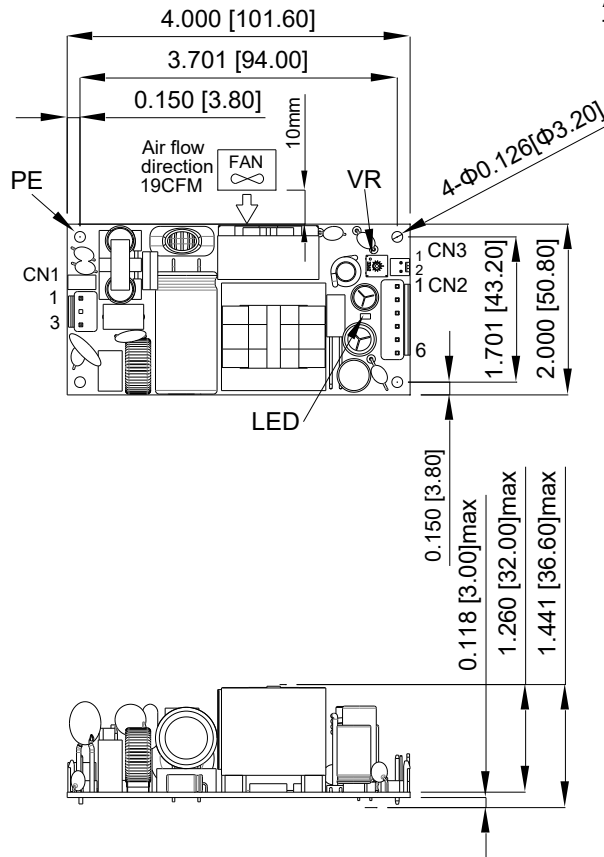 4.000 [101.60]
3.701 [94.00]
0.150 [3.80]
10mm
4-Φ0.126[Φ3.20]
Air flow
direction
19CFM
FAN
PE
VR
CN1
1
3
1 CN3
2
1 CN2
6
1.701 [43.20]
2.000 [50.80]
LED
0.150 [3.80]
0.118 [3.00]max
1.260 [32.00]max
1.441 [36.60]max